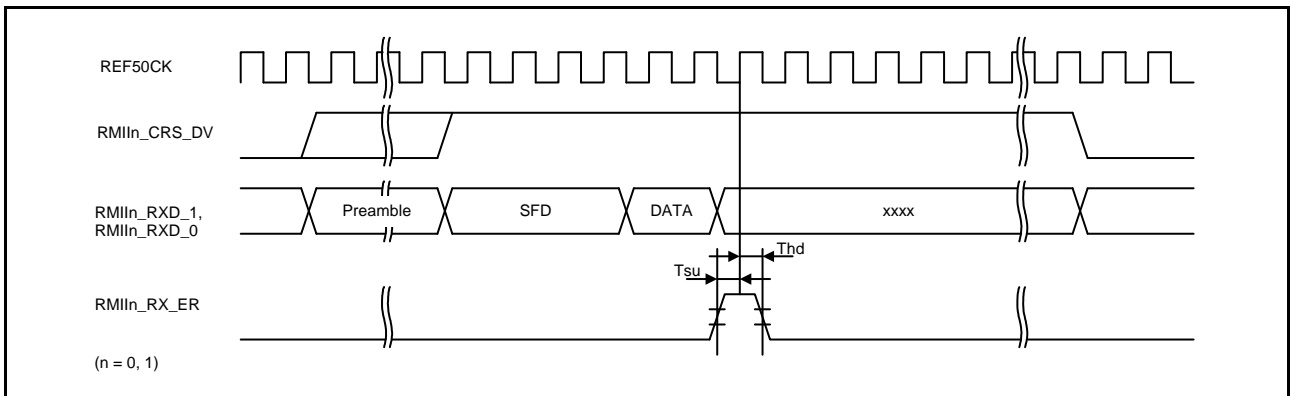 REF50CK
RMIIn_CRS_DV
RMIIn_RXD_1,
RMIIn_RXD_0
Preamble
SFD
DATA
xxxx
Thd
Tsu
RMIIn_RX_ER
(n = 0, 1)